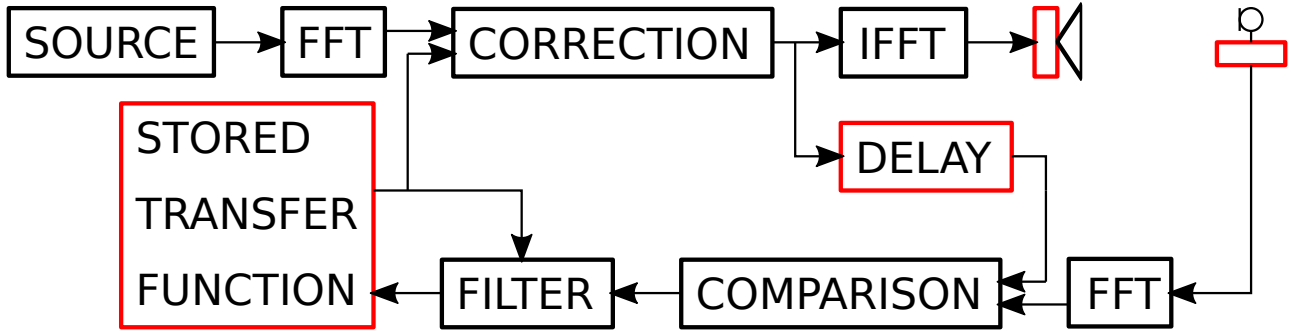 SOURCE
FFT
CORRECTION
IFFT
STORED
TRANSFER
FUNCTION
DELAY
FILTER
COMPARISON
FFT